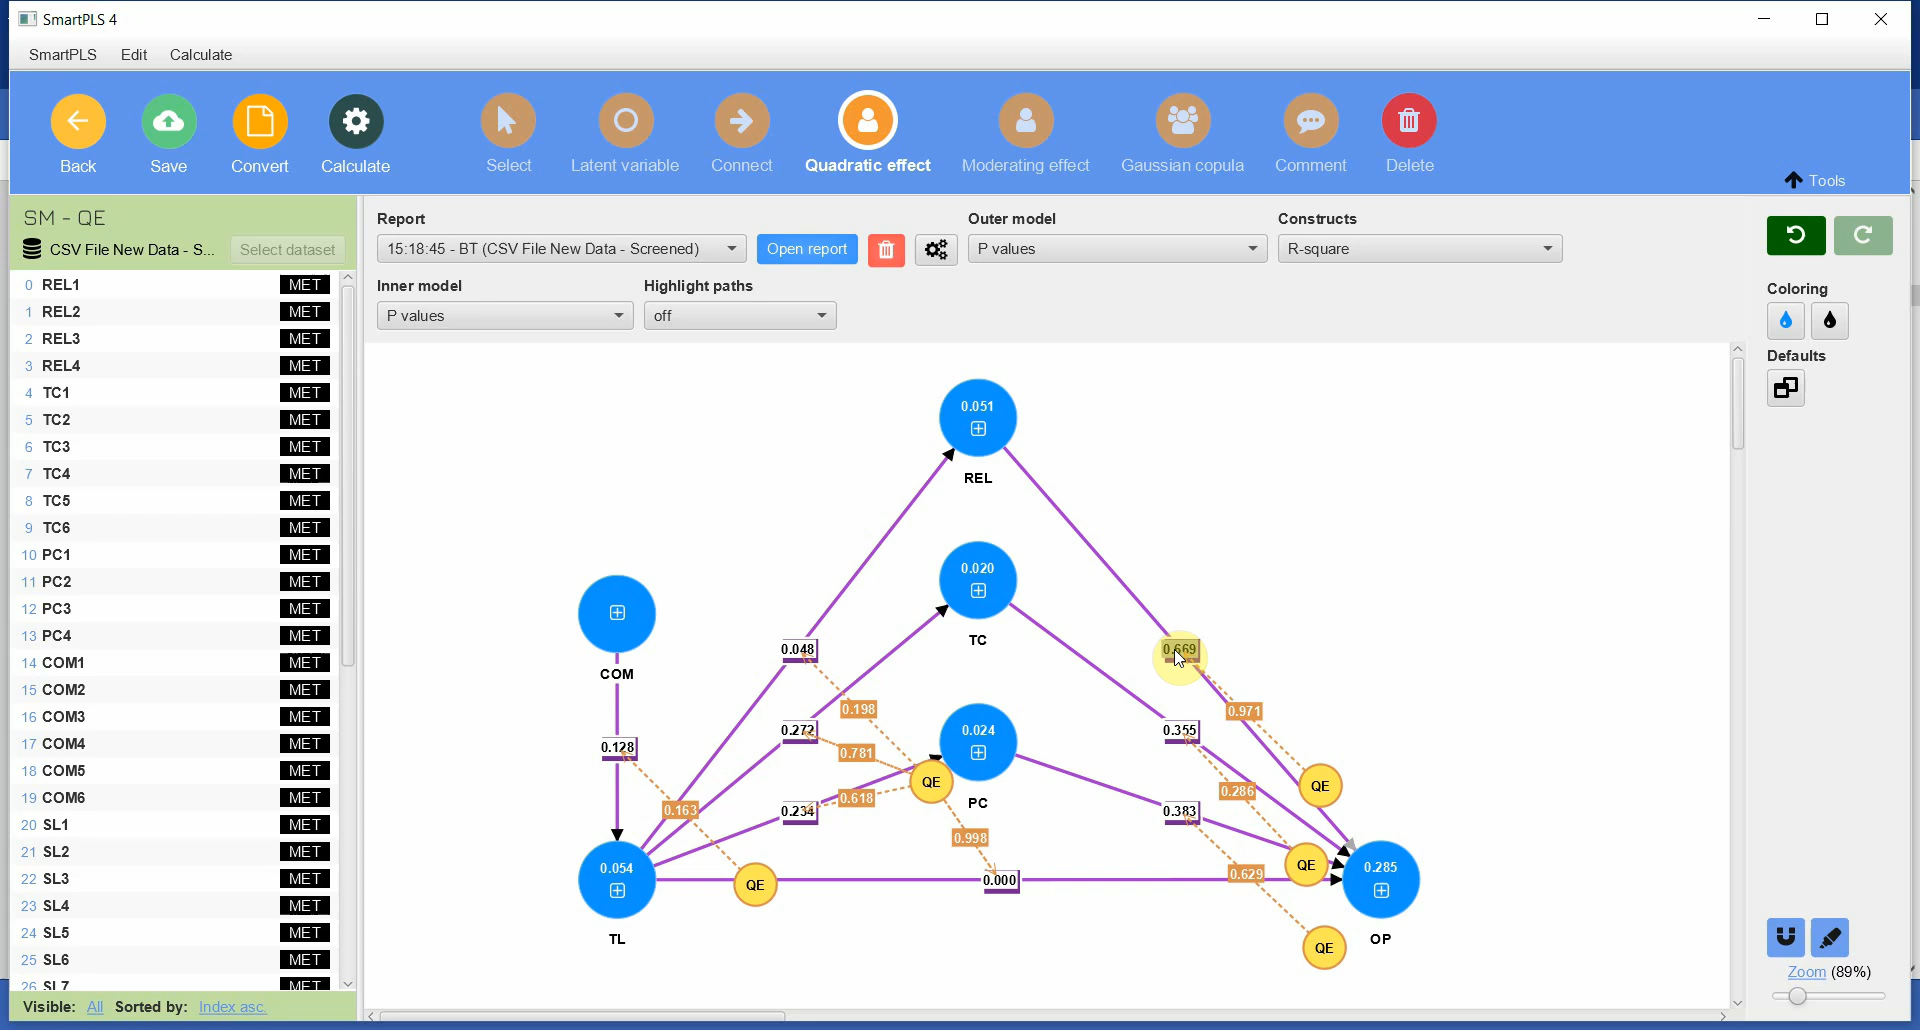 SmartPLS 4
SmartPLS Edit Calculate
Back Save Convert Calculate Select Latent variable Connect Quadratic effect Moderating effect Gaussian copula Comment Delete
Tools
SM - QE
CSV File New Data - S... Select dataset
Report Outer model Constructs
15:18:45 - BT (CSV File New Data - Screened) Open report P values R-square
Inner model Highlight paths
P values off
Coloring
Defaults
0 REL1 MET
1 REL2 MET
2 REL3 MET
3 REL4 MET
4 TC1 MET
5 TC2 MET
6 TC3 MET
7 TC4 MET
8 TC5 MET
9 TC6 MET
10 PC1 MET
11 PC2 MET
12 PC3 MET
13 PC4 MET
14 COM1 MET
15 COM2 MET
16 COM3 MET
17 COM4 MET
18 COM5 MET
19 COM6 MET
20 SL1 MET
21 SL2 MET
22 SL3 MET
23 SL4 MET
24 SL5 MET
25 SL6 MET
26 SL7 MET
Visible: All Sorted by: Index asc.
0.051
REL
0.020
TC
COM
0.048 0.669
0.198 0.971
0.272 0.024 0.355
0.128 0.781
QE PC QE
0.618 0.286
0.163 0.234 0.383
0.998
0.054 QE 0.000 0.629 QE 0.285
TL OP
QE
Zoom (89%)